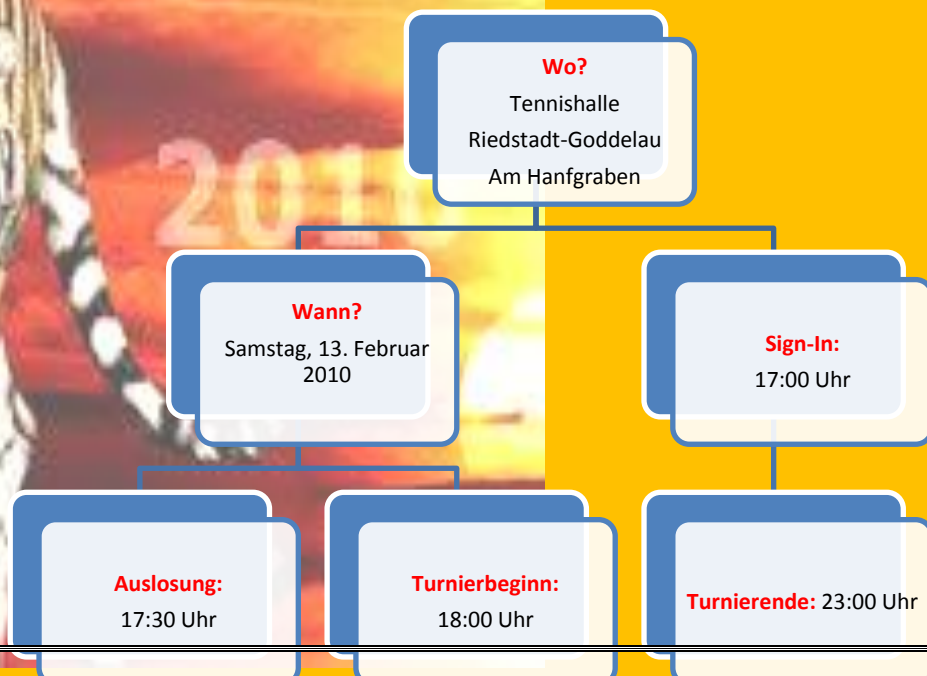 Wo?
Tennishalle
Riedstadt-Goddelau
Am Hanfgraben
2010
Wann?
Samstag, 13. Februar
2010
Sign-In:
17:00 Uhr
Auslosung:
17:30 Uhr
Turnierbeginn:
18:00 Uhr
Turnierende: 23:00 Uhr